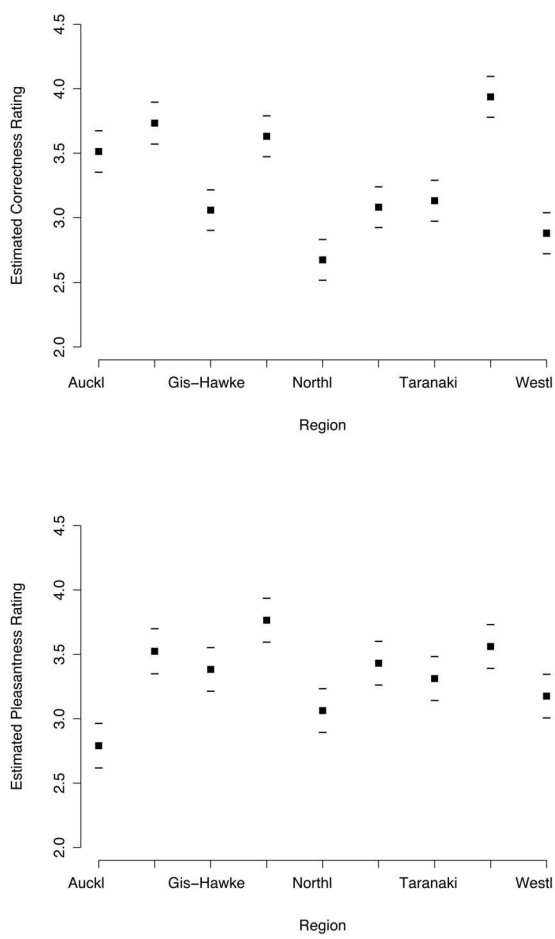 Estimated Correctness Rating
4.5
4.0
3.5
3.0
2.5
2.0
Auckl Gis–Hawke Northl Taranaki Westl
Region
Estimated Pleasantness Rating
4.5
4.0
3.5
3.0
2.5
2.0
Auckl Gis–Hawke Northl Taranaki Westl
Region